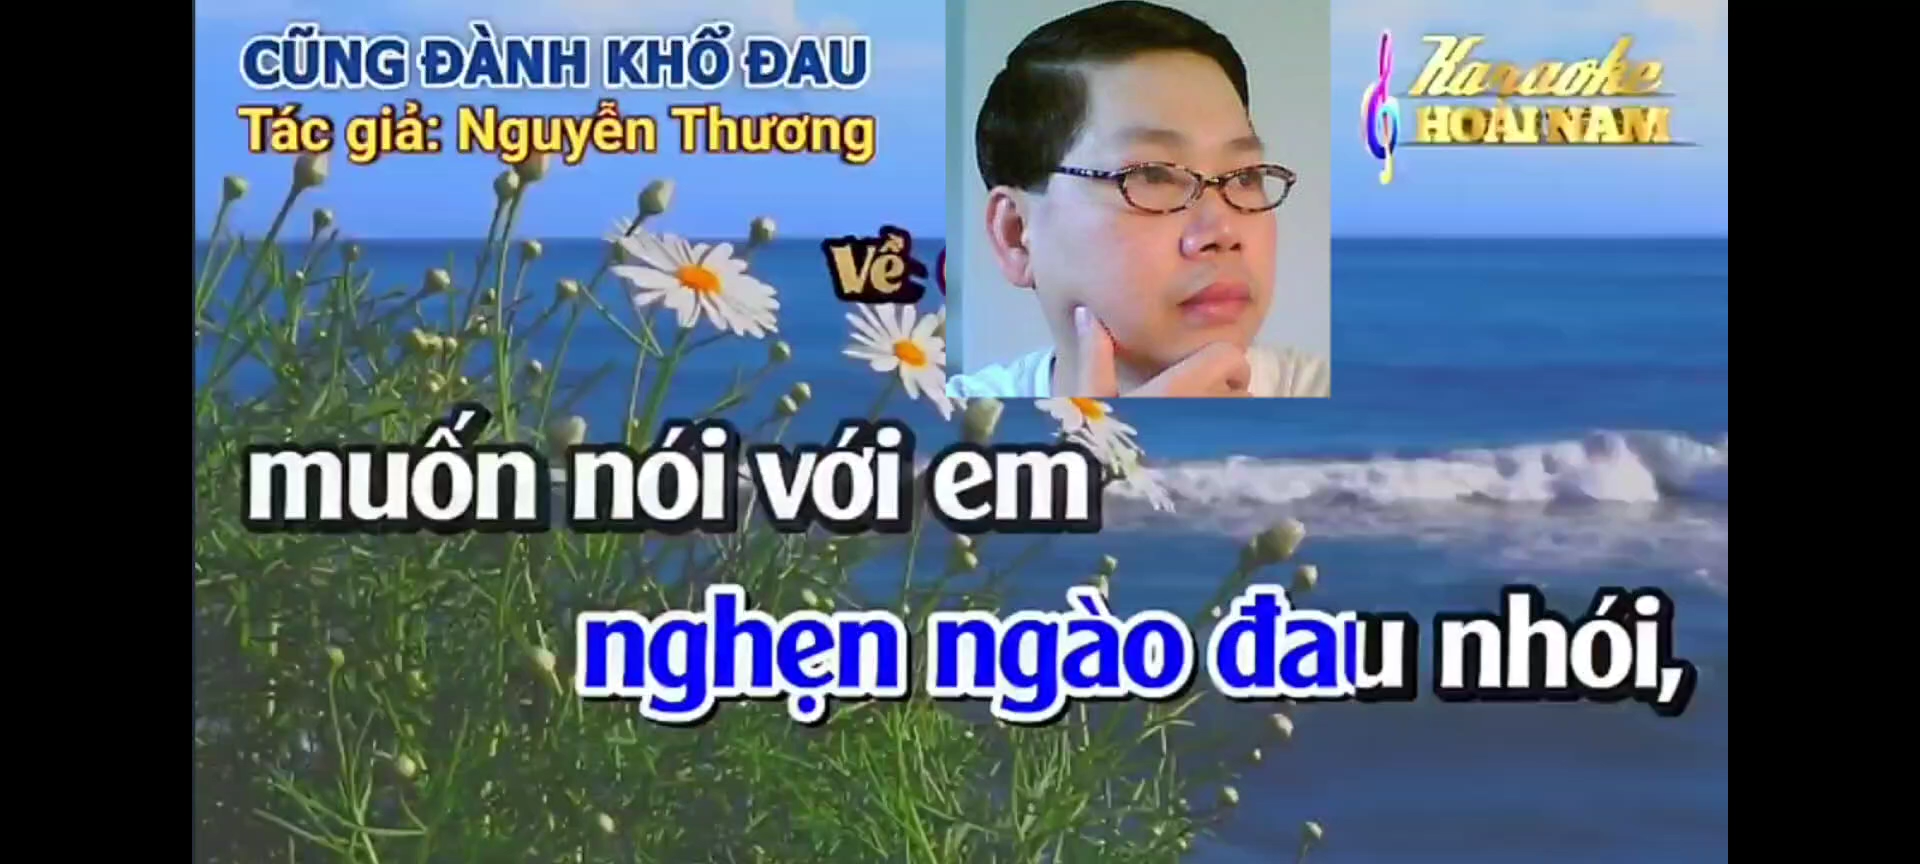 CŨNG ĐÀNH KHỔ ĐAU
Tác giả: Nguyễn Thương
Karaoke
HOÀI NAM
Về
muốn nói với em
nghẹn ngào đau nhói,